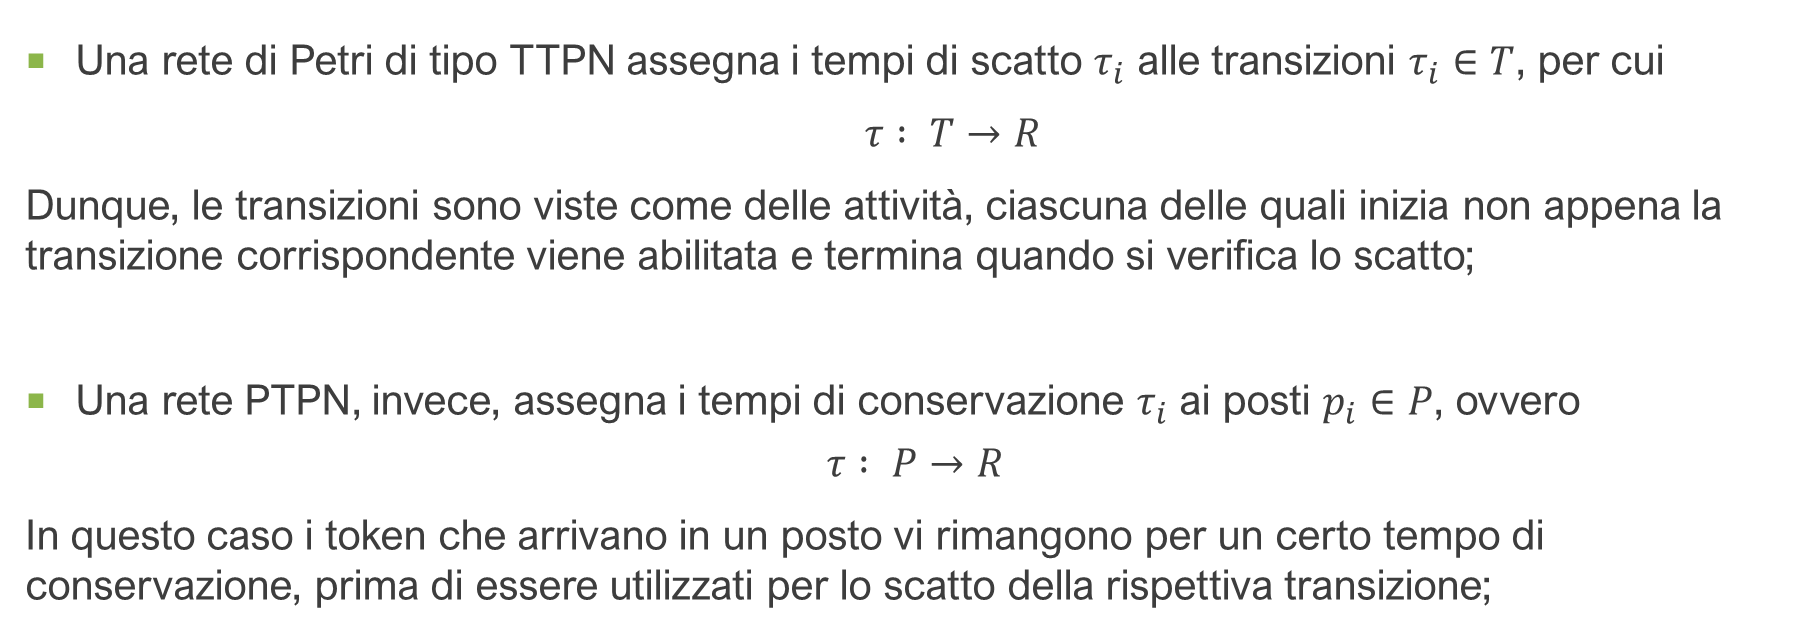 ▪ Una rete di Petri di tipo TTPN assegna i tempi di scatto τᵢ alle transizioni τᵢ ∈ T, per cui
τ : T → R
Dunque, le transizioni sono viste come delle attività, ciascuna delle quali inizia non appena la
transizione corrispondente viene abilitata e termina quando si verifica lo scatto;
▪ Una rete PTPN, invece, assegna i tempi di conservazione τᵢ ai posti pᵢ ∈ P, ovvero
τ : P → R
In questo caso i token che arrivano in un posto vi rimangono per un certo tempo di
conservazione, prima di essere utilizzati per lo scatto della rispettiva transizione;